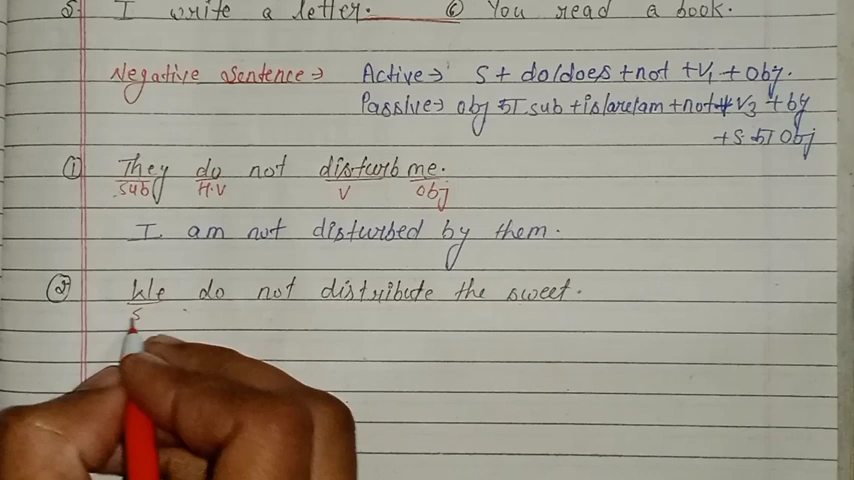 5. I write a letter. ⑥ You read a book.
Negative Sentence ⇒ Active → S + do/does + not + V₁ + Obj.
Passive → obj का sub + is/are/am + not + V₃ + by
+ S का Obj
① They do not disturb me.
Sub H.V V Obj
I am not disturbed by them.
② We do not distribute the sweet.
S